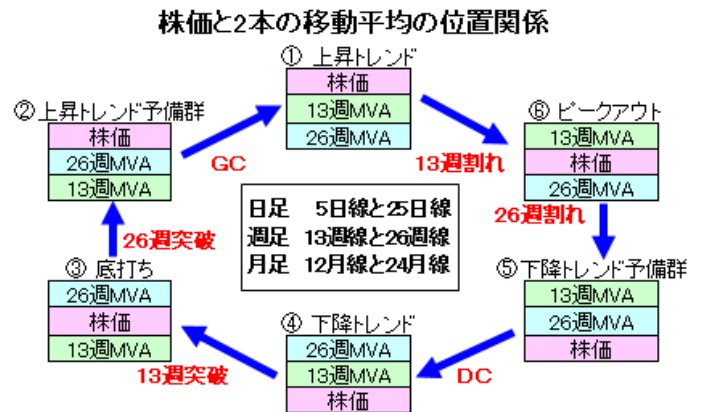 株価と2本の移動平均の位置関係
① 上昇トレンド
株価
13週MVA
26週MVA
② 上昇トレンド予備群
株価
26週MVA
13週MVA
GC
13週割れ
⑥ ピークアウト
13週MVA
株価
26週MVA
26週割れ
日足 5日線と25日線
週足 13週線と26週線
月足 12月線と24月線
26週突破
③ 底打ち
26週MVA
株価
13週MVA
⑤下降トレンド予備群
13週MVA
26週MVA
株価
④ 下降トレンド
26週MVA
13週MVA
株価
13週突破
DC